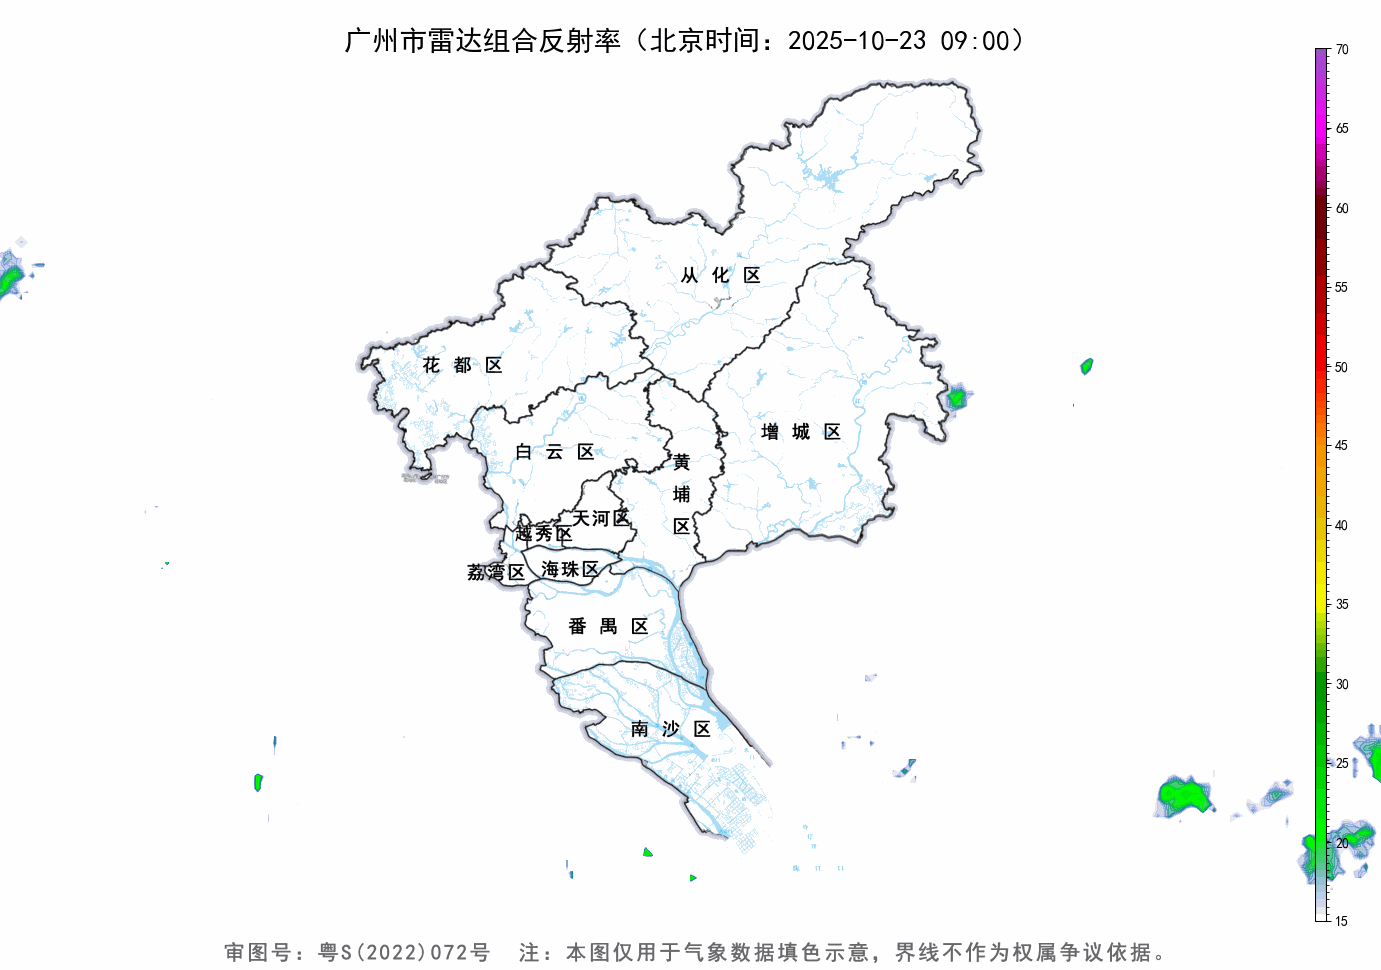 广州市雷达组合反射率（北京时间：2025-10-23 09:00）
70
65
60
55
50
45
40
35
30
25
20
15
从化区
花都区
增城区
白云区
黄埔区
天河区
越秀区
荔湾区
海珠区
番禺区
南沙区
审图号：粤S(2022)072号 注：本图仅用于气象数据填色示意，界线不作为权属争议依据。